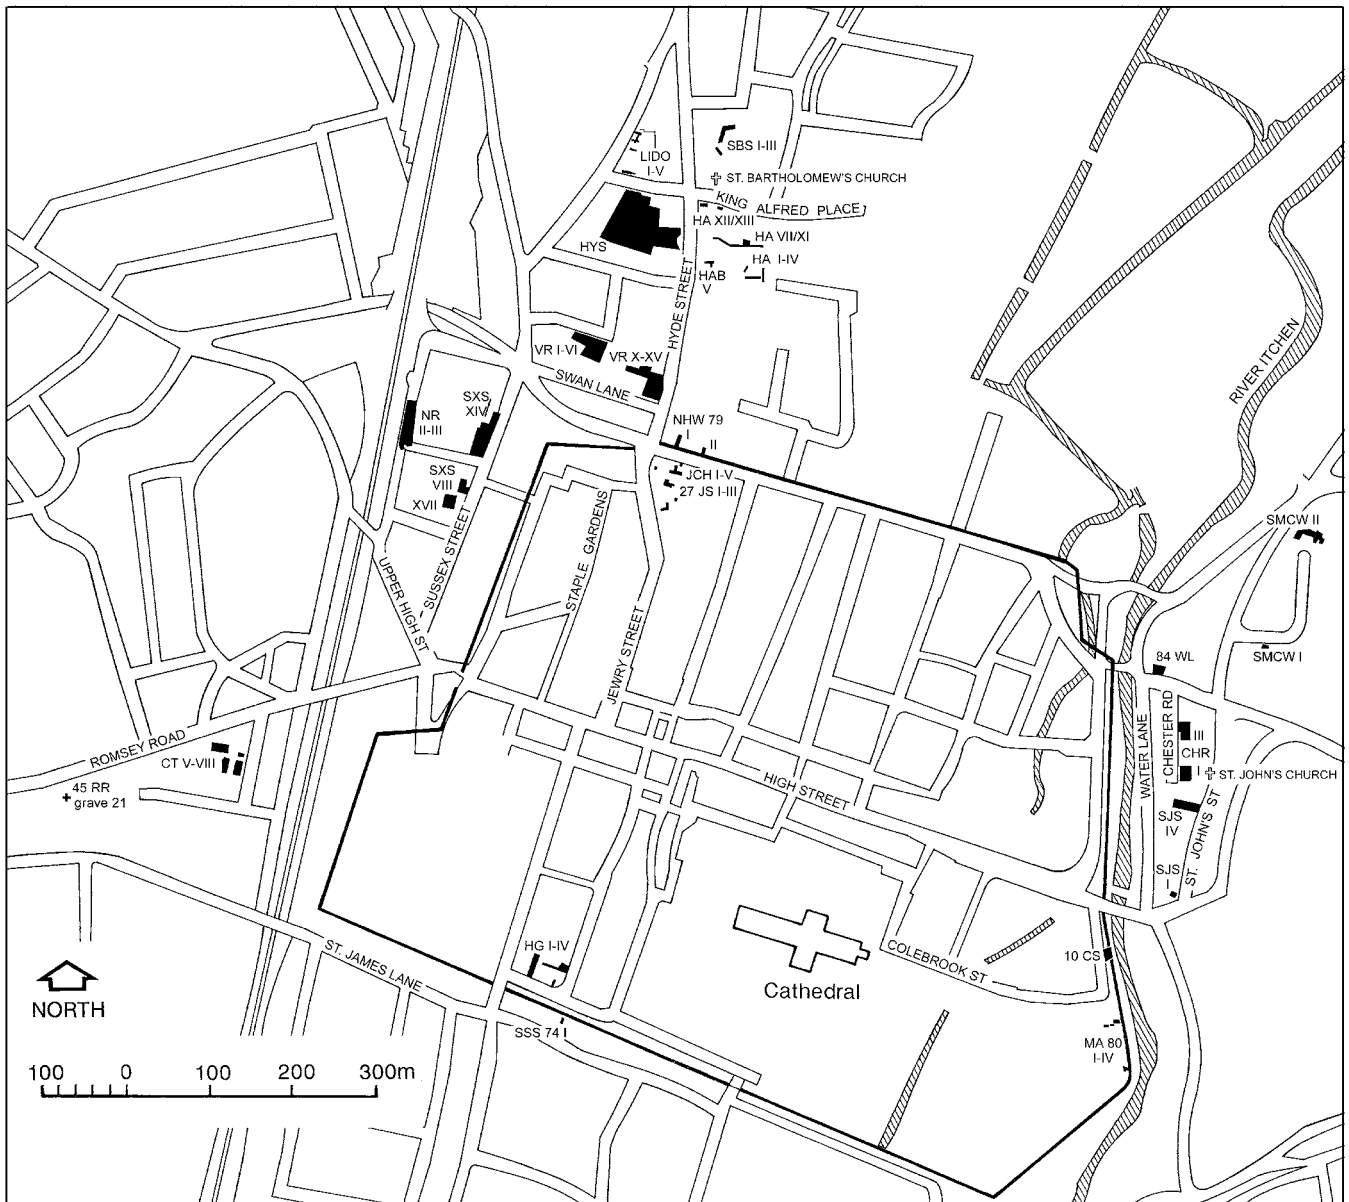 LIDO
I-V
SBS I-III
ST. BARTHOLOMEW'S CHURCH
KING ALFRED PLACE
HA XII/XIII
HYS
HA VII/XI
HA I-IV
HAB
V
HYDE STREET
RIVER ITCHEN
VR I-VI
VR X-XV
SWAN LANE
SXS
XIV
NR
II-III
NHW 79
I
II
JCH I-V
27 JS I-III
SXS
VIII
XVII
SUSSEX STREET
STAPLE GARDENS
UPPER HIGH ST
JEWRY STREET
SMCW II
SMCW I
84 WL
CHESTER RD
WATER LANE
III
CHR
I
ST. JOHN'S CHURCH
SJS
IV
ST. JOHN'S ST
SJS
I
ROMSEY ROAD
CT V-VIII
45 RR
grave 21
HIGH STREET
HG I-IV
ST. JAMES LANE
SSS 74 I
Cathedral
COLEBROOK ST
10 CS
MA 80
I-IV
NORTH
100 0 100 200 300m